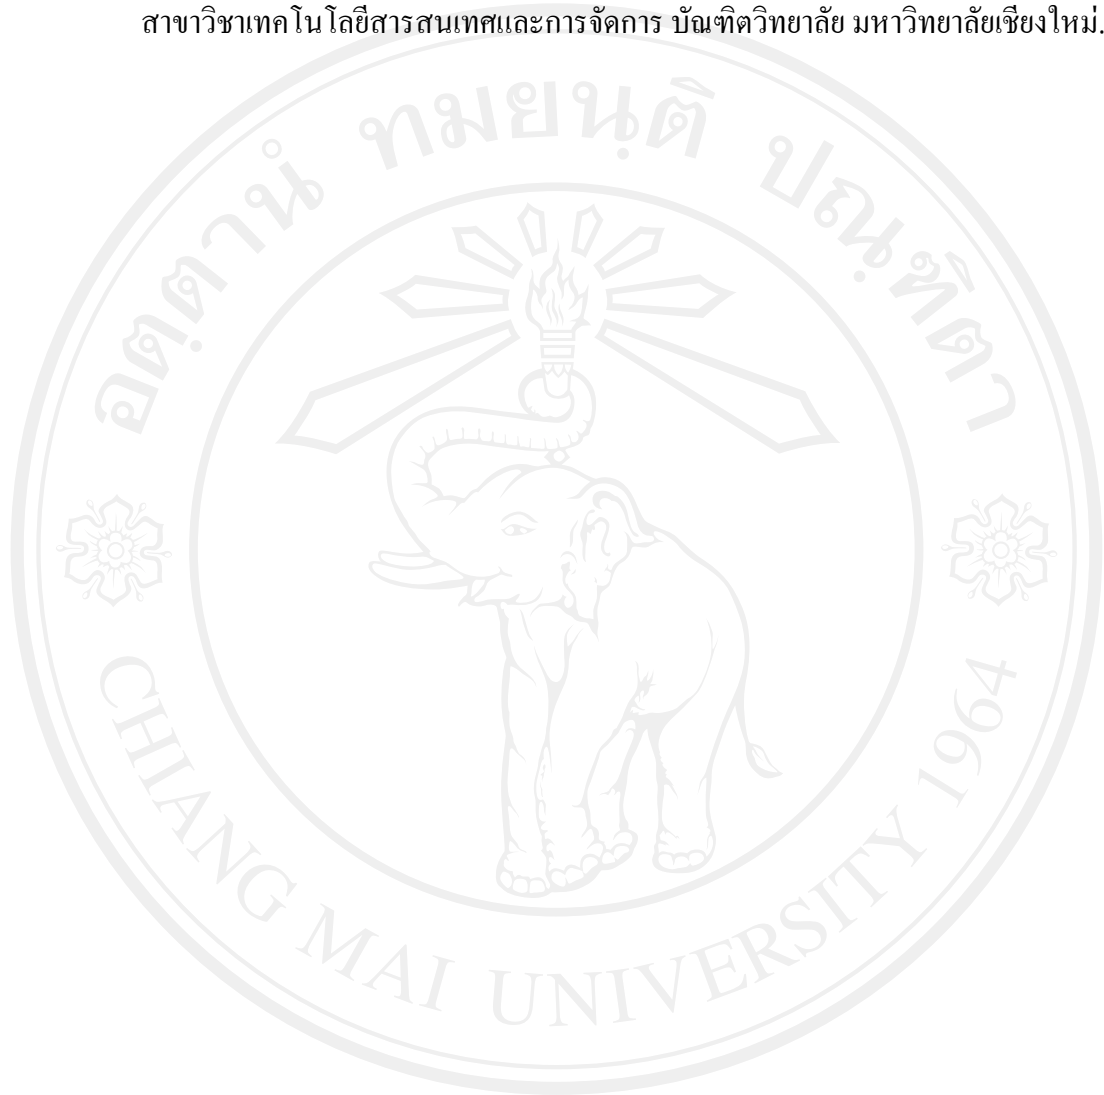 สาขาวิชาเทคโนโลยีสารสนเทศและการจัดการ บัณฑิตวิทยาลัย มหาวิทยาลัยเชียงใหม่.
อตฺตานํ ทมยนฺติ ปณฺฑิตา
CHIANG MAI UNIVERSITY 1964